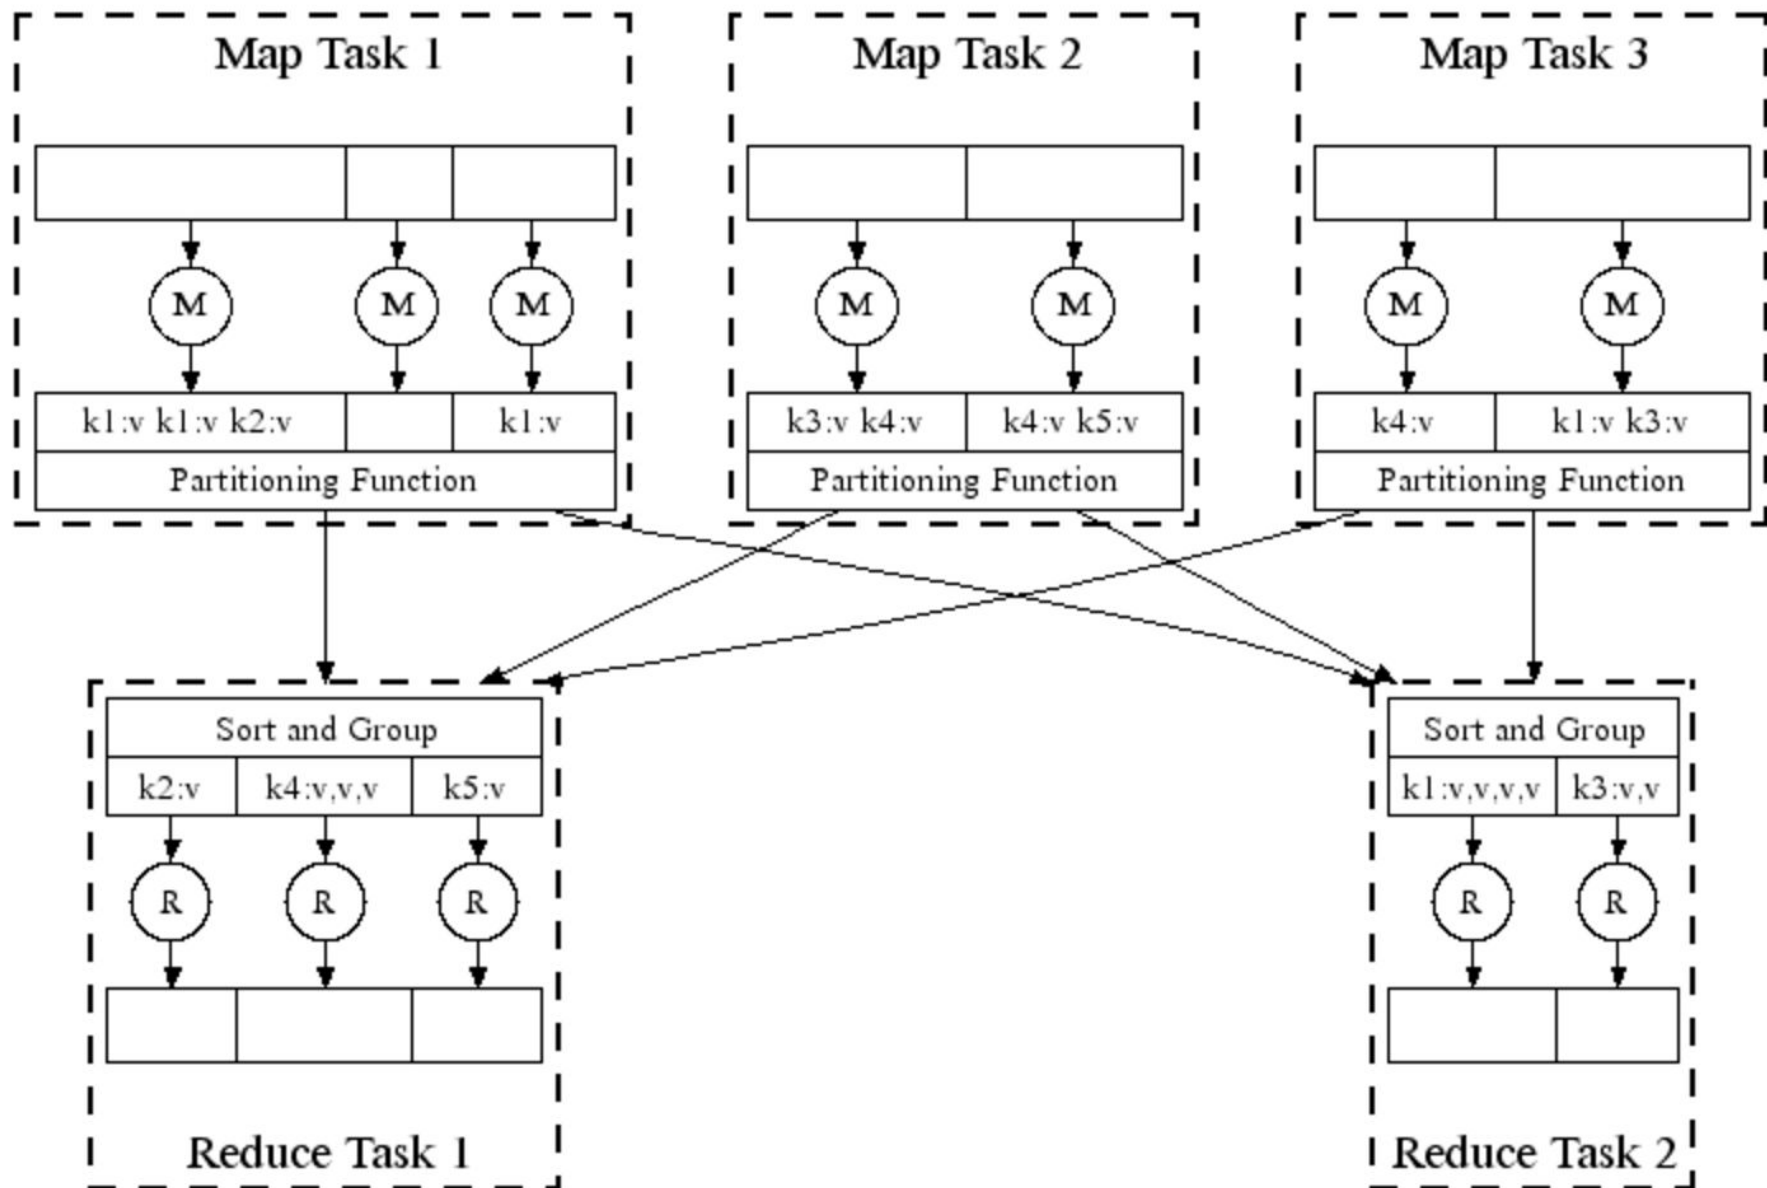 Map Task 1
Map Task 2
Map Task 3
M
M
M
M
M
M
M
k1:v k1:v k2:v
k1:v
k3:v k4:v
k4:v k5:v
k4:v
k1:v k3:v
Partitioning Function
Partitioning Function
Partitioning Function
Sort and Group
Sort and Group
k2:v
k4:v,v,v
k5:v
k1:v,v,v,v
k3:v,v
R
R
R
R
R
Reduce Task 1
Reduce Task 2